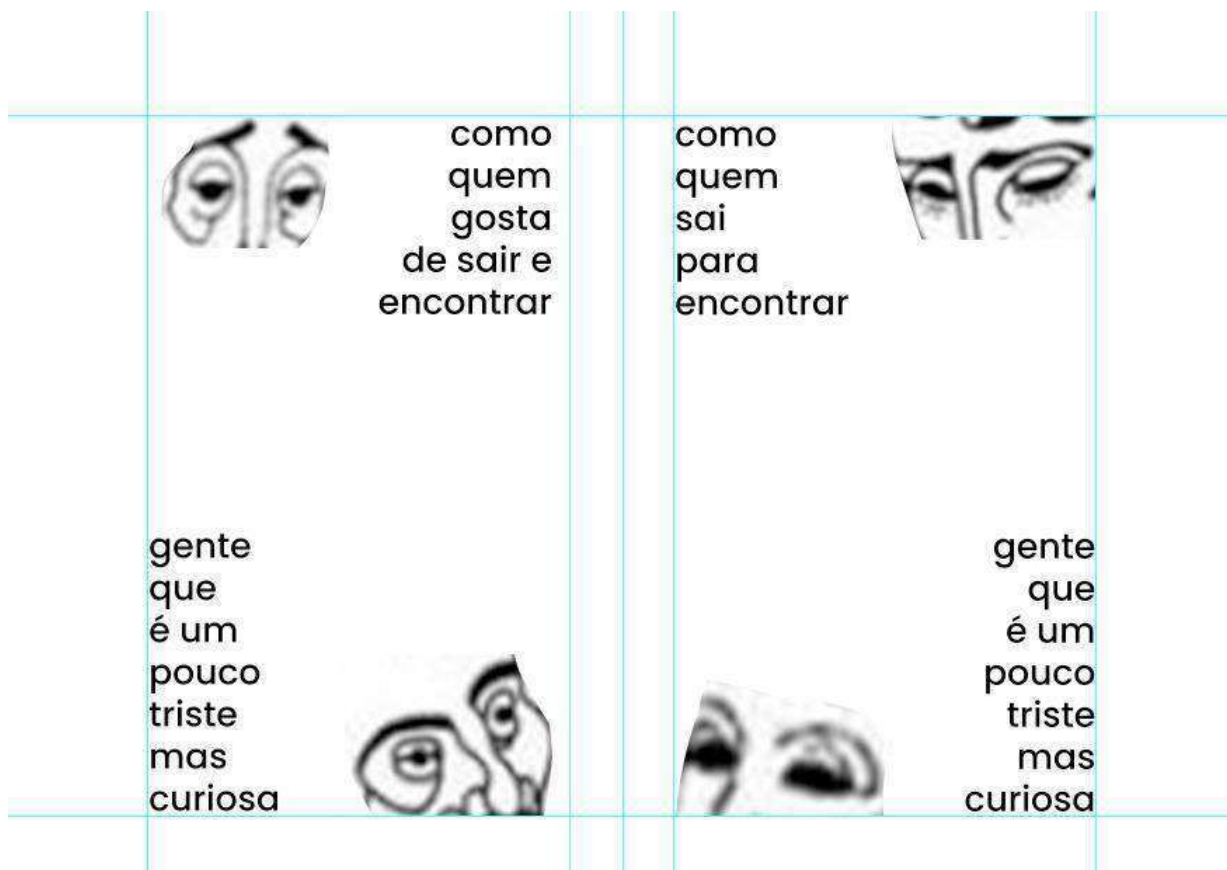 como
quem
gosta
de sair e
encontrar
gente
que
é um
pouco
triste
mas
curiosa
como
quem
sai
para
encontrar
gente
que
é um
pouco
triste
mas
curiosa